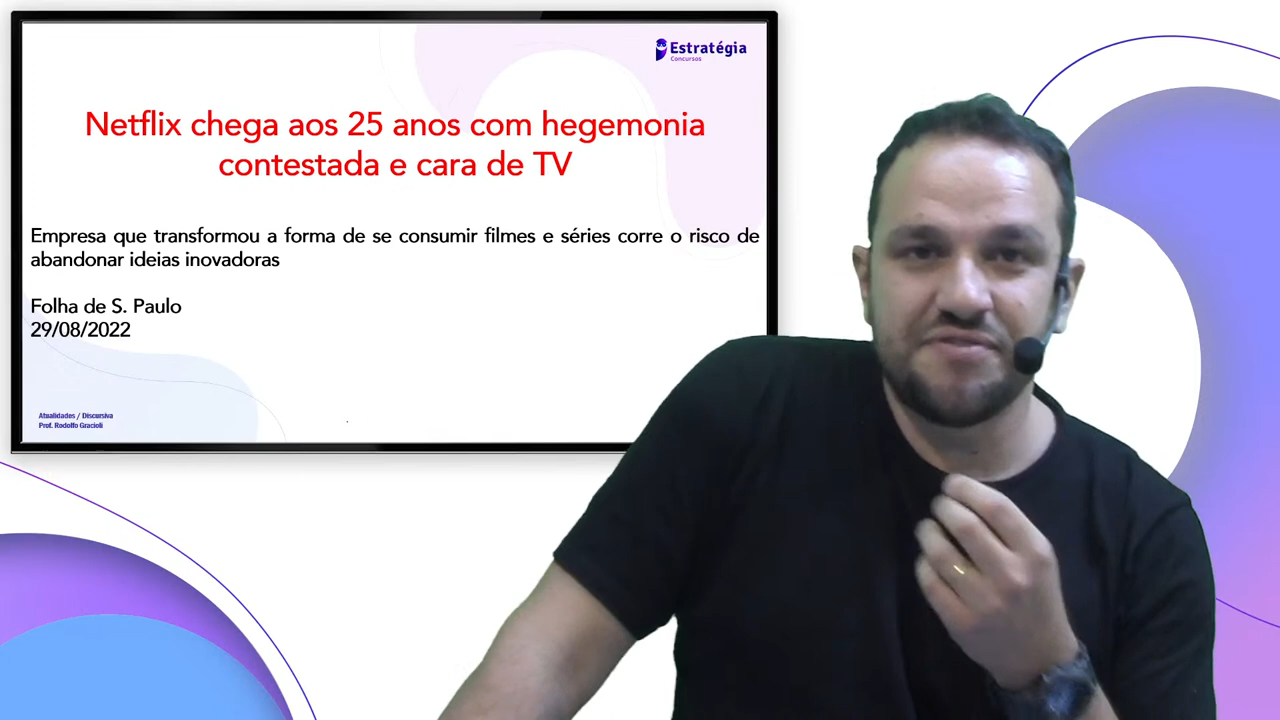 Estratégia
Concursos
Netflix chega aos 25 anos com hegemonia
contestada e cara de TV
Empresa que transformou a forma de se consumir filmes e séries corre o risco de
abandonar ideias inovadoras
Folha de S. Paulo
29/08/2022
Atualidades / Discursiva
Prof. Rodolfo Gracioli